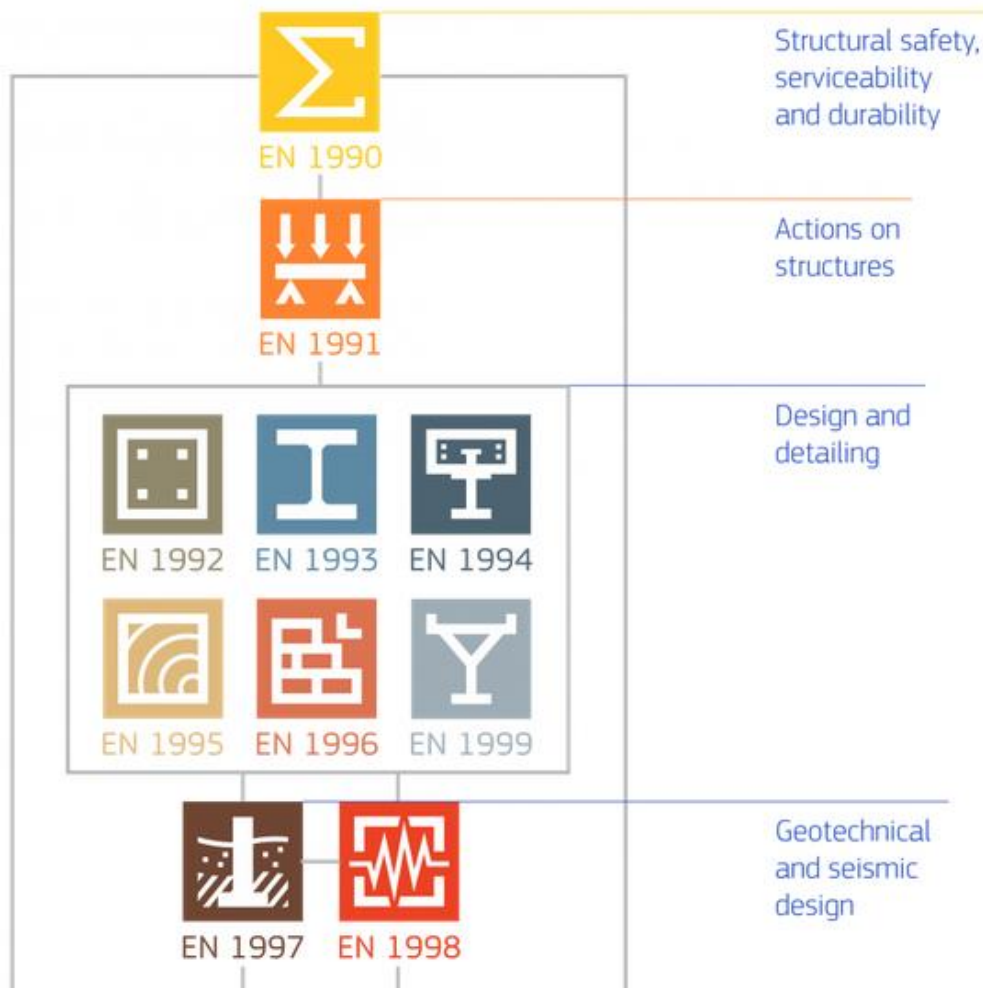 Structural safety,
serviceability
and durability
EN 1990
Actions on
structures
EN 1991
Design and
detailing
EN 1992 EN 1993 EN 1994
EN 1995 EN 1996 EN 1999
Geotechnical
and seismic
design
EN 1997 EN 1998